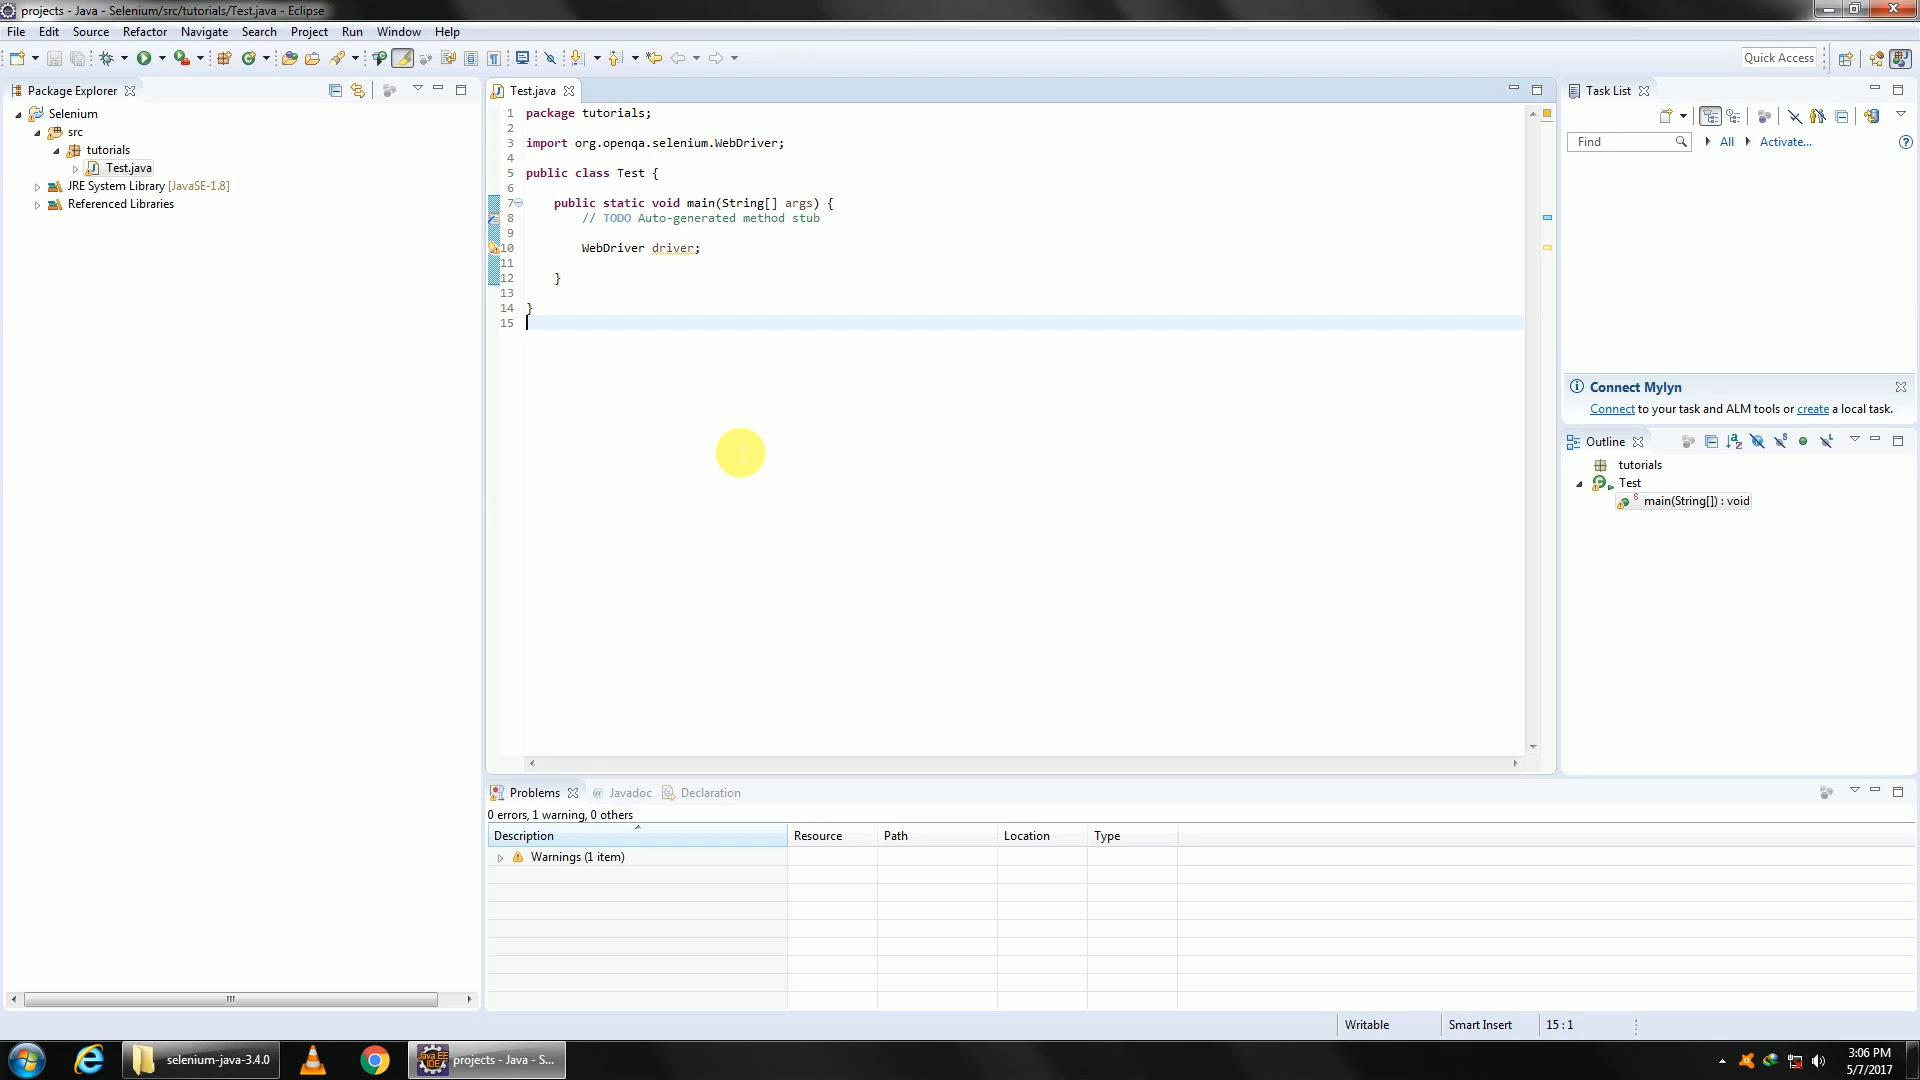 projects - Java - Selenium/src/tutorials/Test.java - Eclipse
File Edit Source Refactor Navigate Search Project Run Window Help
Quick Access
Package Explorer
Selenium
src
tutorials
Test.java
JRE System Library [JavaSE-1.8]
Referenced Libraries
Test.java
1 package tutorials;
2
3 import org.openqa.selenium.WebDriver;
4
5 public class Test {
6
7 public static void main(String[] args) {
8 // TODO Auto-generated method stub
9
10 WebDriver driver;
11
12 }
13
14 }
15
Task List
Find All Activate...
Connect Mylyn
Connect to your task and ALM tools or create a local task.
Outline
tutorials
Test
main(String[]) : void
Problems Javadoc Declaration
0 errors, 1 warning, 0 others
Description Resource Path Location Type
Warnings (1 item)
Writable Smart Insert 15 : 1
selenium-java-3.4.0
Java EE
IDE
projects - Java - S...
3:06 PM
5/7/2017